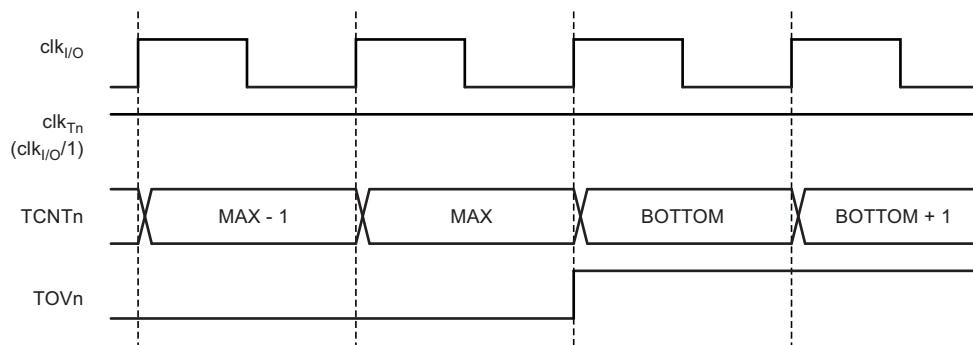 clkI/O
clkTn
(clkI/O/1)
TCNTn MAX - 1 MAX BOTTOM BOTTOM + 1
TOVn